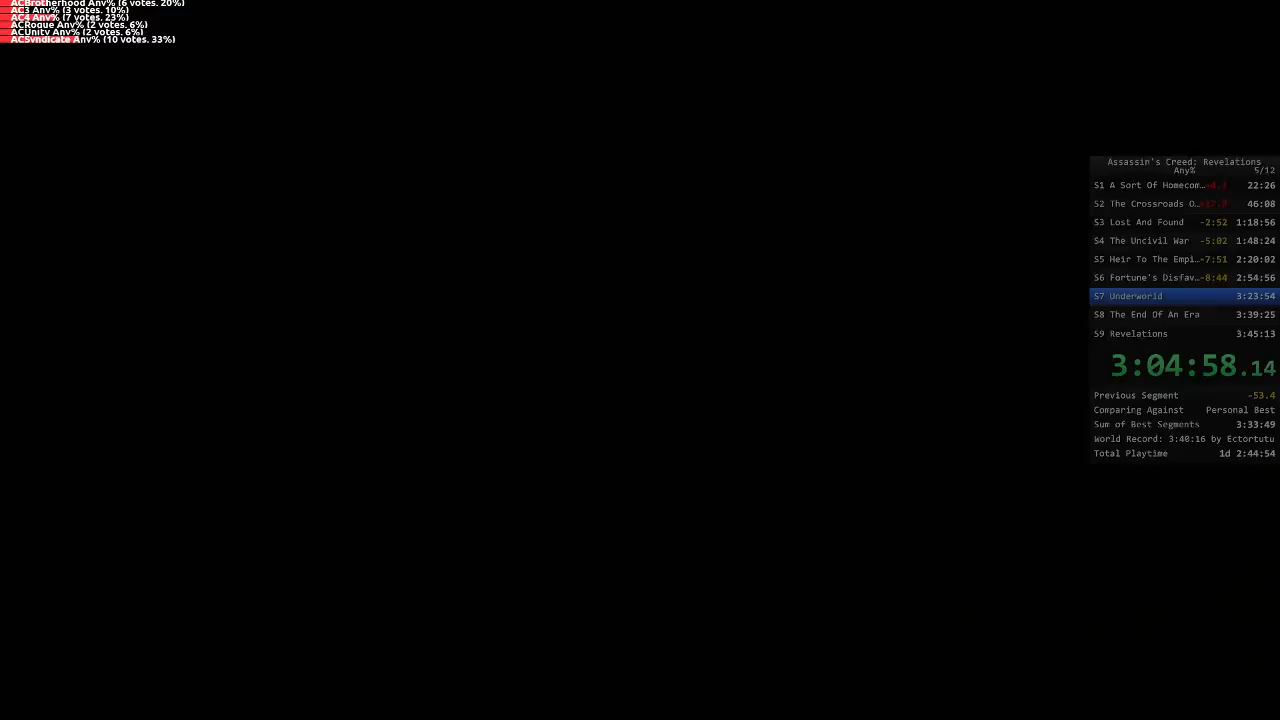 ACBrotherhood Any% (6 votes, 20%)
AC3 Any% (3 votes, 10%)
AC4 Any% (7 votes, 23%)
ACRogue Any% (2 votes, 6%)
ACUnity Any% (2 votes, 6%)
ACSyndicate Any% (10 votes, 33%)
Assassin's Creed: Revelations
Any% 5/12
S1 A Sort Of Homecom… 22:26
S2 The Crossroads O… 46:08
S3 Lost And Found -2:52 1:18:56
S4 The Uncivil War -5:02 1:48:24
S5 Heir To The Empi… -7:51 2:20:02
S6 Fortune's Disfav… -8:44 2:54:56
S7 Underworld 3:23:54
S8 The End Of An Era 3:39:25
S9 Revelations 3:45:13
3:04:58.14
Previous Segment -53.4
Comparing Against Personal Best
Sum of Best Segments 3:33:49
World Record: 3:40:16 by Ectortutu
Total Playtime 1d 2:44:54